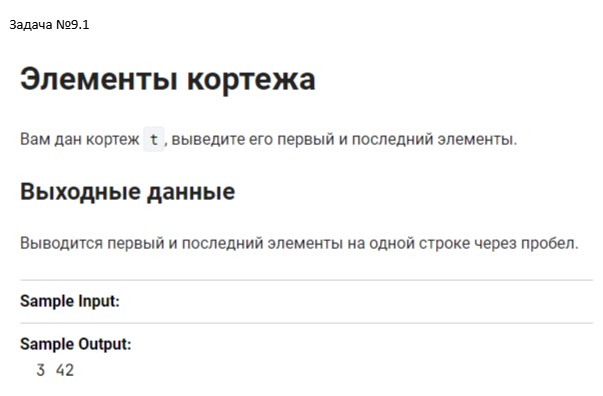 Задача №9.1
Элементы кортежа
Вам дан кортеж t, выведите его первый и последний элементы.
Выходные данные
Выводится первый и последний элементы на одной строке через пробел.
Sample Input:
Sample Output:
3 42